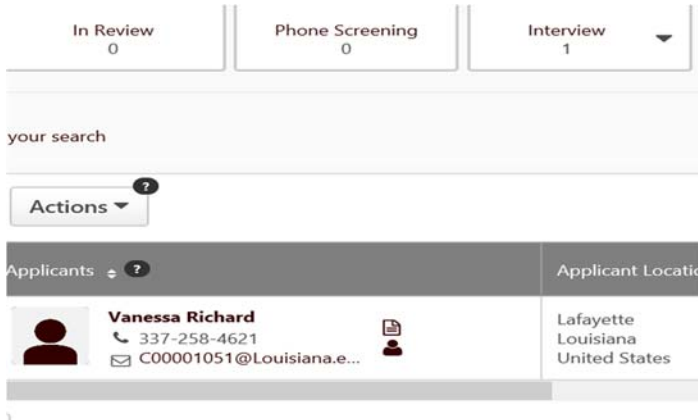 In Review
0
Phone Screening
0
Interview
1
your search
?
Actions
Applicants ?
Applicant Locatio
Vanessa Richard
337-258-4621
C00001051@Louisiana.e...
Lafayette
Louisiana
United States